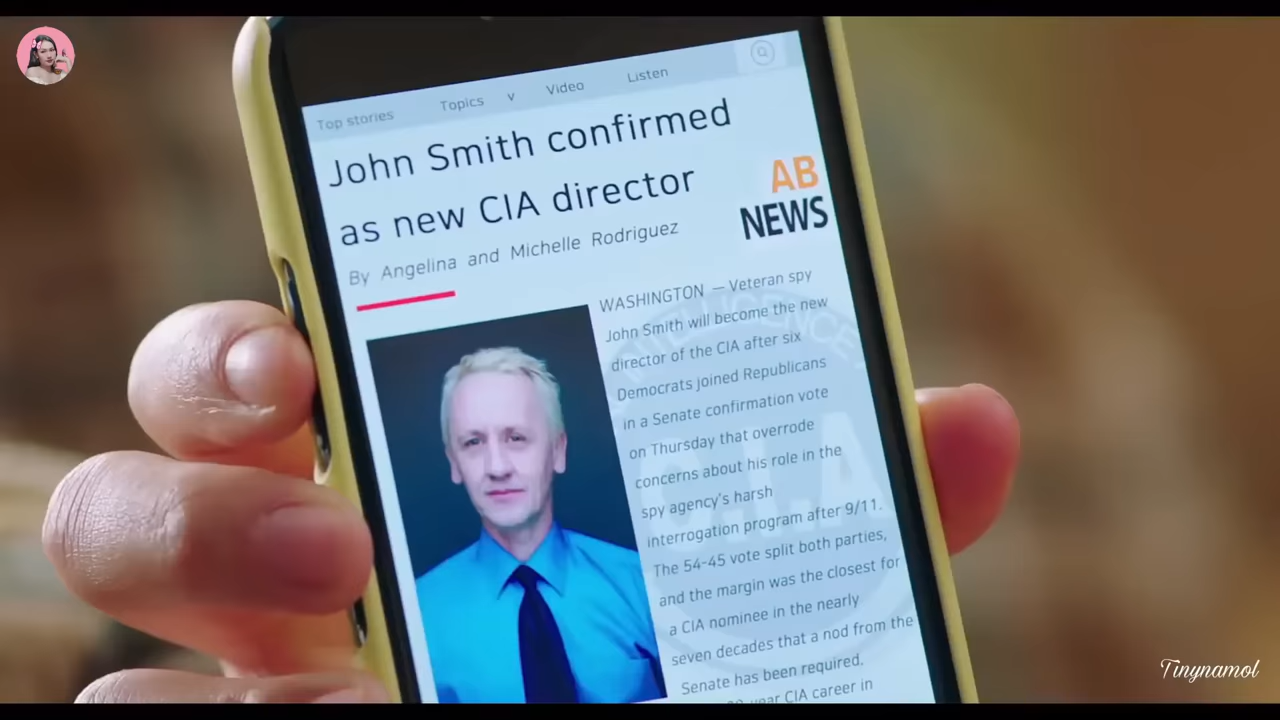 Top stories Topics v Video Listen
John Smith confirmed
as new CIA director
AB
NEWS
By Angelina and Michelle Rodriguez
WASHINGTON — Veteran spy
John Smith will become the new
director of the CIA after six
Democrats joined Republicans
in a Senate confirmation vote
on Thursday that overrode
concerns about his role in the
spy agency's harsh
interrogation program after 9/11.
The 54-45 vote split both parties,
and the margin was the closest for
a CIA nominee in the nearly
seven decades that a nod from the
Senate has been required.
year CIA career in
C.I.A
Tinynamol